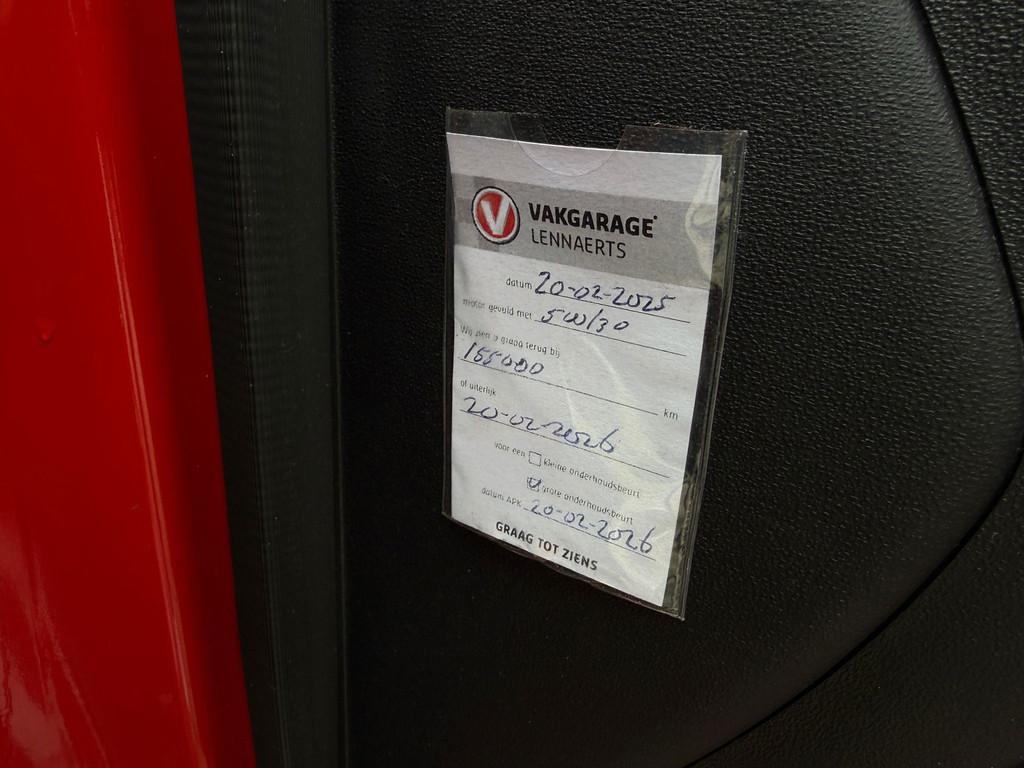 V VAKGARAGE
LENNAERTS
datum 20-02-2025
motor gevuld met 5W/30
Wij zien u graag terug bij
155000 km
of uiterlijk
20-02-2026
voor een ☐ kleine onderhoudsbeurt
☑ grote onderhoudsbeurt
datum APK 20-02-2026
GRAAG TOT ZIENS